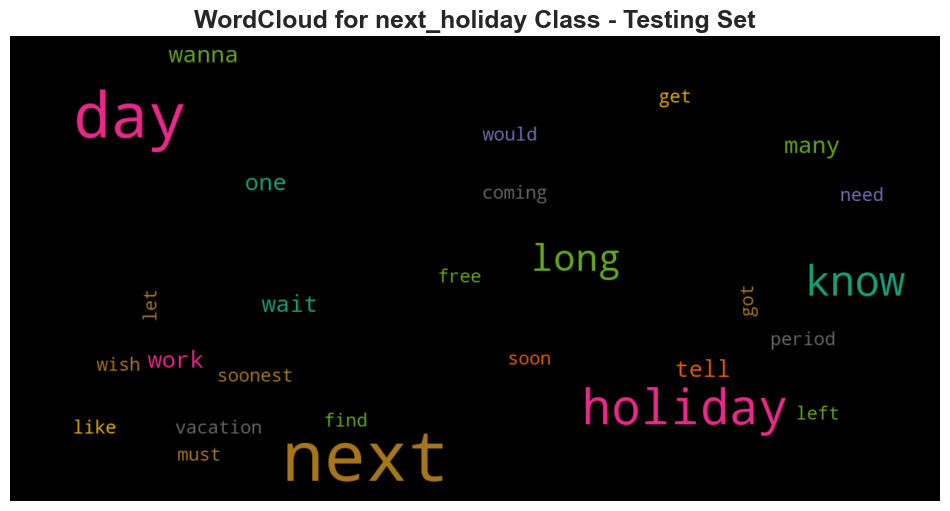 WordCloud for next_holiday Class - Testing Set
wanna
day
get
would
many
one
coming
need
long
free
know
let
wait
got
period
wish
work
soonest
soon
tell
holiday
left
like
vacation
find
must
next